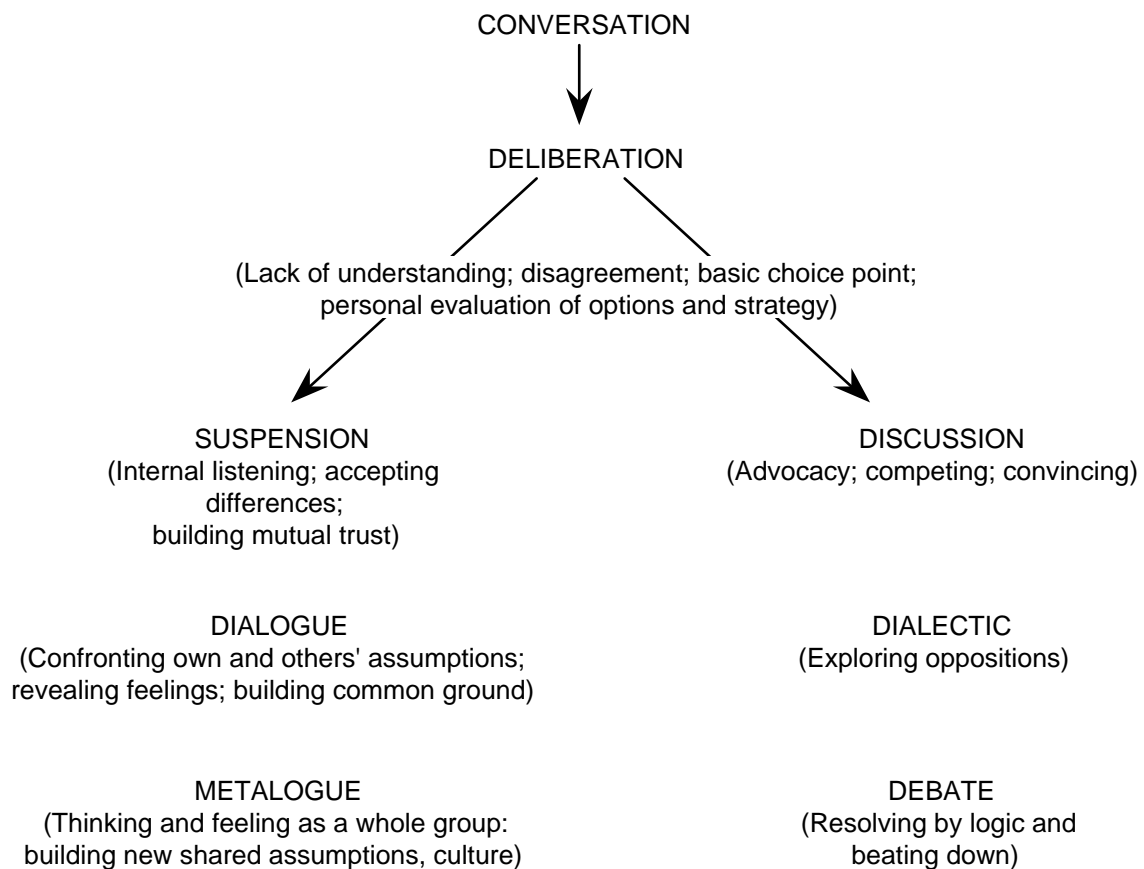 CONVERSATION
DELIBERATION
(Lack of understanding; disagreement; basic choice point;
personal evaluation of options and strategy)
SUSPENSION
(Internal listening; accepting
differences;
building mutual trust)
DISCUSSION
(Advocacy; competing; convincing)
DIALOGUE
(Confronting own and others' assumptions;
revealing feelings; building common ground)
DIALECTIC
(Exploring oppositions)
METALOGUE
(Thinking and feeling as a whole group:
building new shared assumptions, culture)
DEBATE
(Resolving by logic and
beating down)